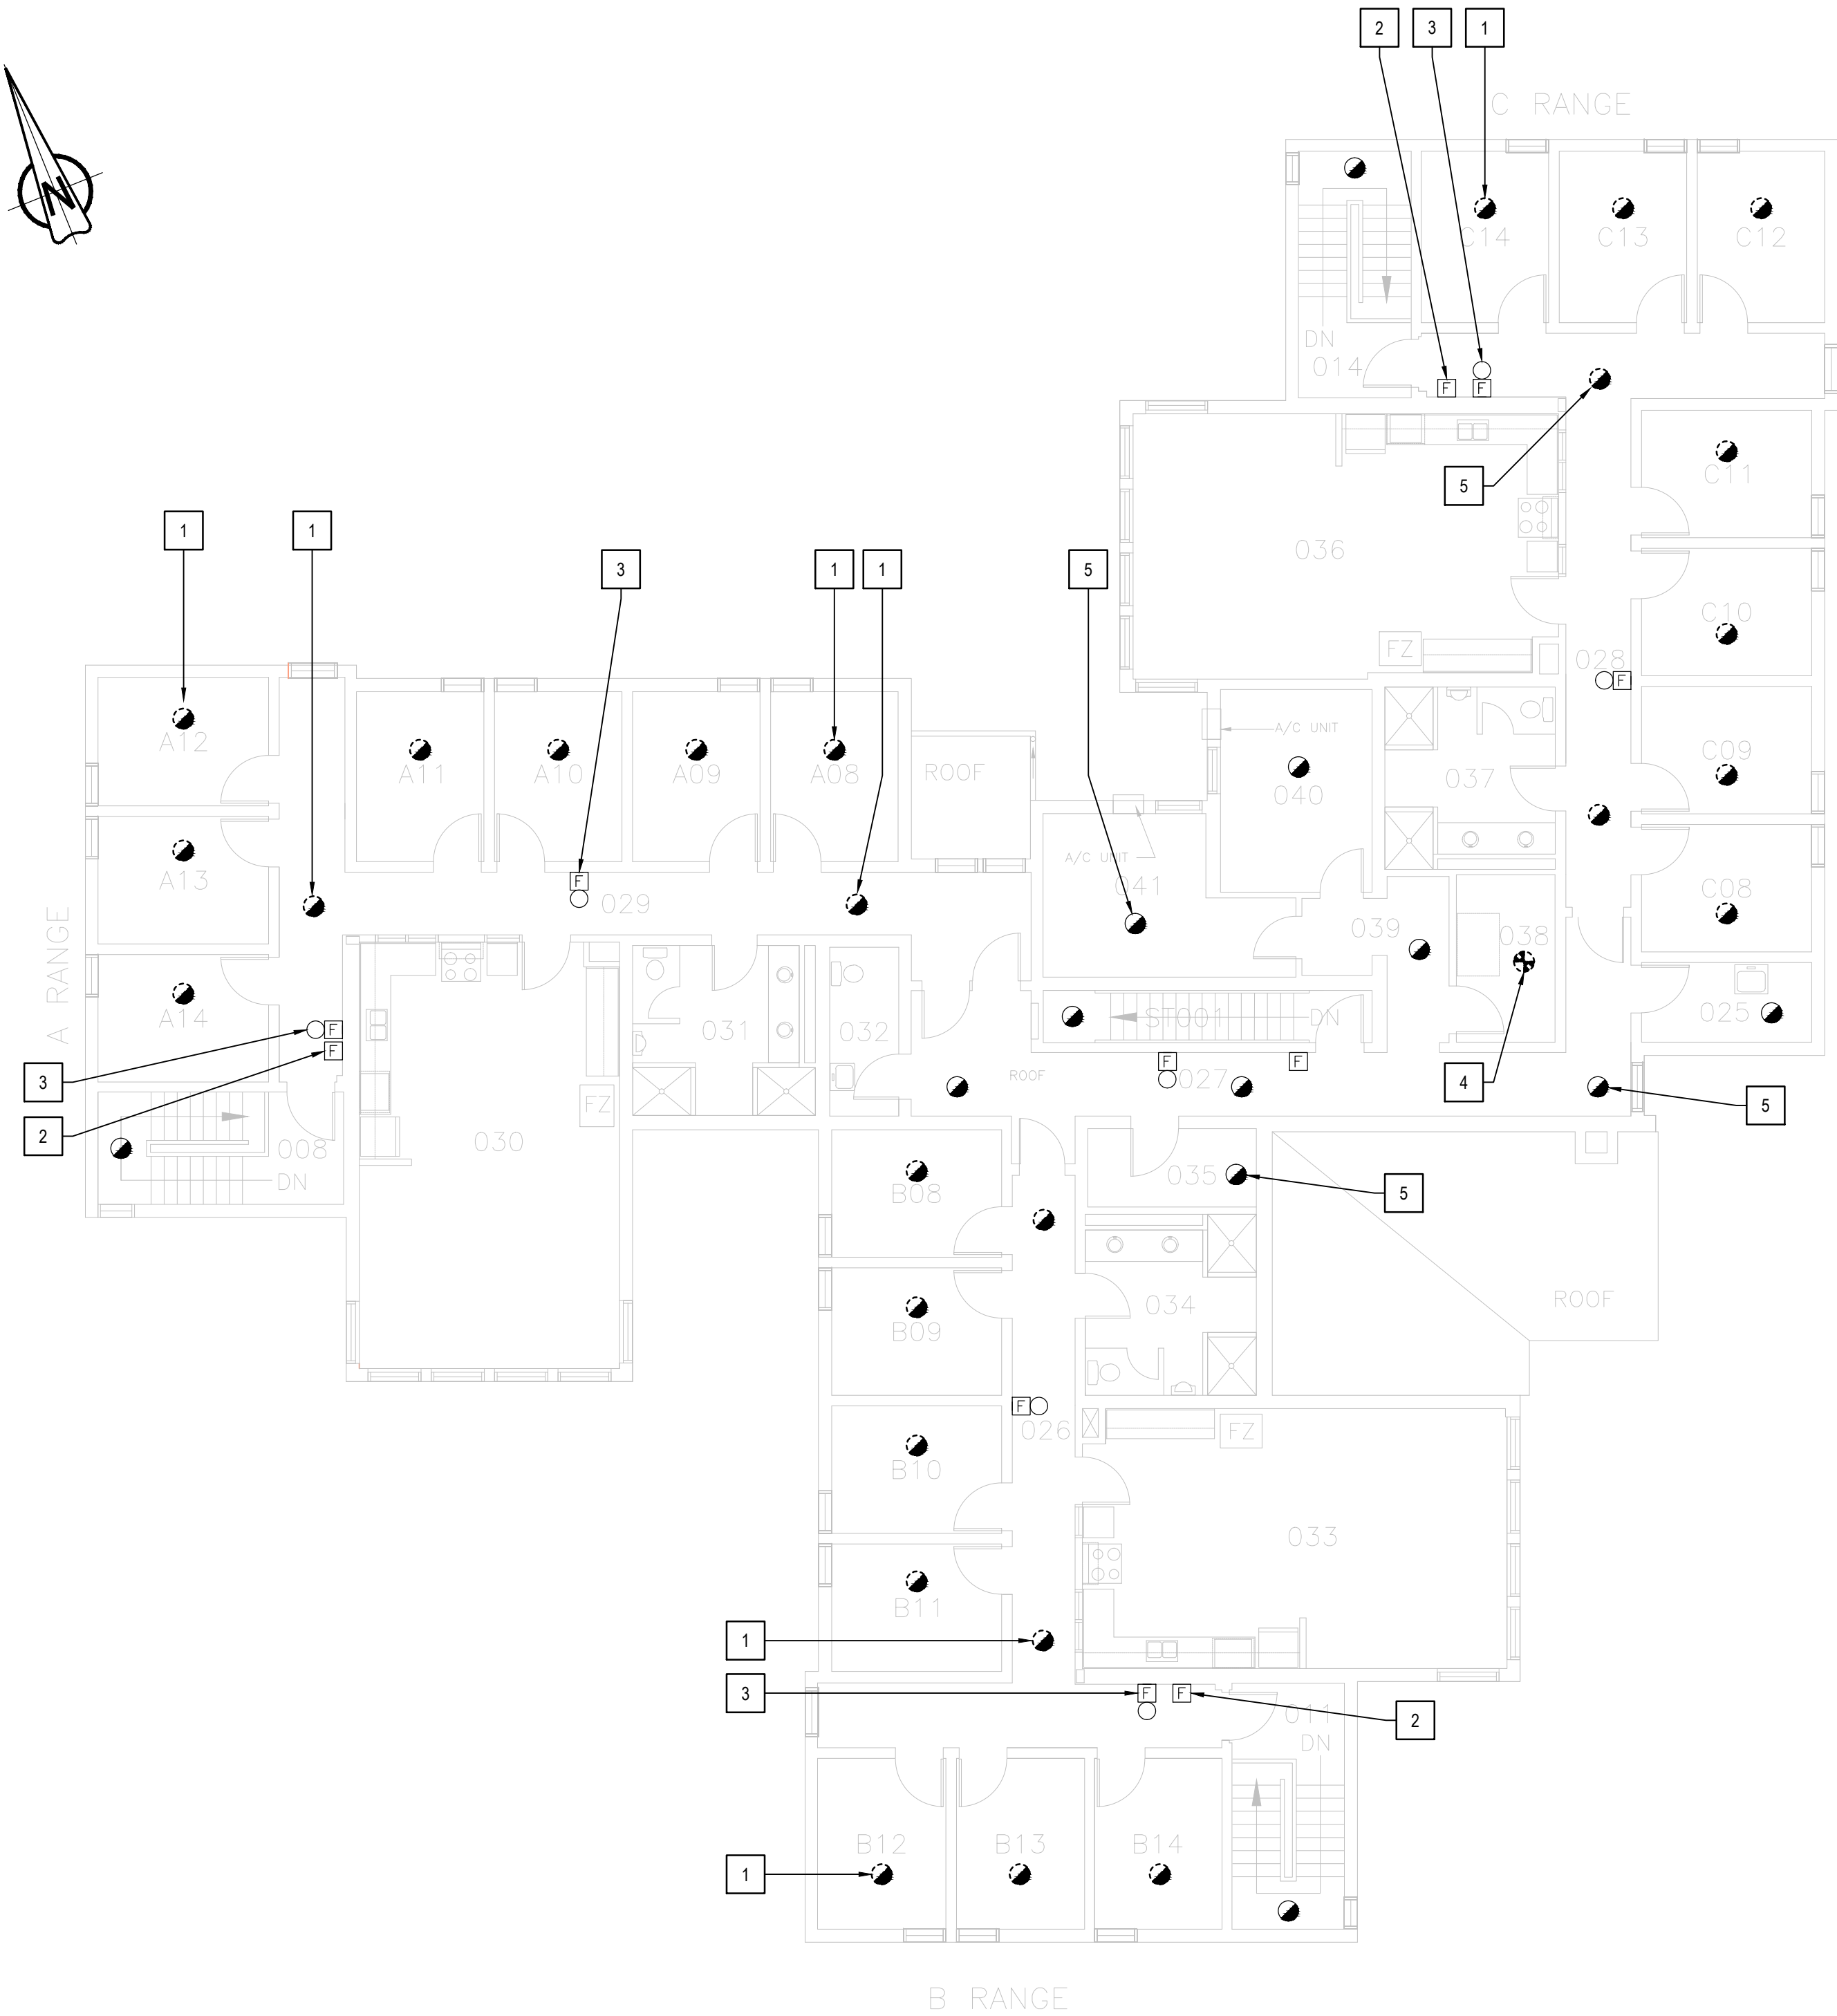 2 3 1
C RANGE
N
C14 C13 C12
DN
014
F F
5
C11
036
1 1 3 1 1 5
C10
FZ
028
F
A12
A11 A10 A09 A08
ROOF
A/C UNIT
040
037
C09
A/C UNIT
041
A13
F
029
039
038
C08
A RANGE
A14
F
F
031
032
ST001
DN
025
3
2
ROOF
F
027
F
4
5
FZ
030
008
DN
B08
035
5
B09
034
ROOF
F
026
FZ
B10
033
B11
1
3
F F
2
011
DN
B12 B13 B14
1
B RANGE